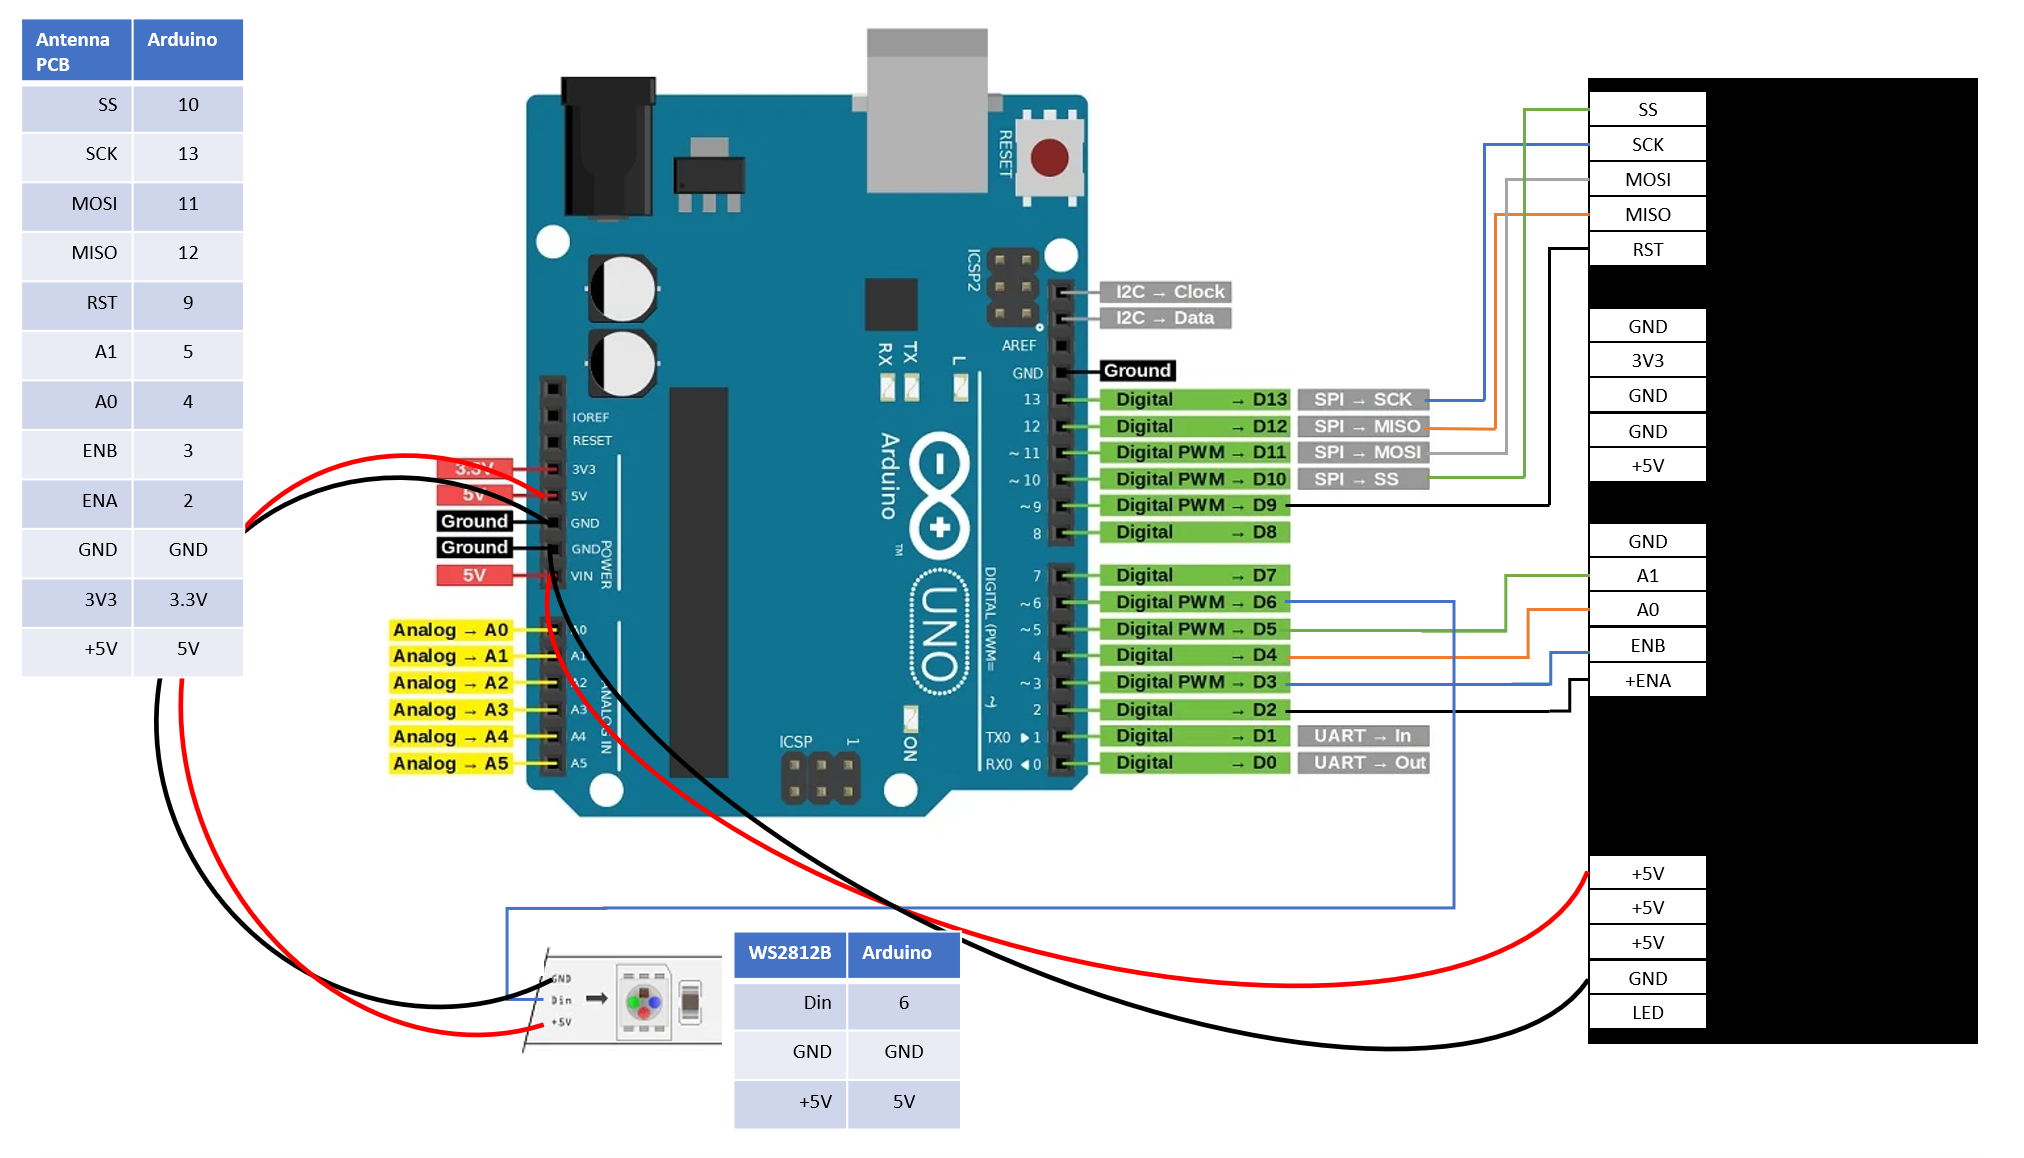 Antenna PCB Arduino
SS 10
SCK 13
MOSI 11
MISO 12
RST 9
A1 5
A0 4
ENB 3
ENA 2
GND GND
3V3 3.3V
+5V 5V
RESET
ICSP2
RX
TX
L
Arduino
™
UNO
DIGITAL (PWM= ~)
ON
ICSP
1
IOREF
RESET
3V3
5V
GND
GND
VIN
POWER
A0
A1
A2
A3
A4
A5
ANALOG IN
3.3V
5V
Ground
Ground
5V
Analog → A0
Analog → A1
Analog → A2
Analog → A3
Analog → A4
Analog → A5
I2C → Clock
I2C → Data
AREF
GND Ground
13 Digital → D13 SPI → SCK
12 Digital → D12 SPI → MISO
~11 Digital PWM → D11 SPI → MOSI
~10 Digital PWM → D10 SPI → SS
~9 Digital PWM → D9
8 Digital → D8
7 Digital → D7
~6 Digital PWM → D6
~5 Digital PWM → D5
4 Digital → D4
~3 Digital PWM → D3
2 Digital → D2
TX0 ▶ 1 Digital → D1 UART → In
RX0 ◀ 0 Digital → D0 UART → Out
SS
SCK
MOSI
MISO
RST
GND
3V3
GND
GND
+5V
GND
A1
A0
ENB
+ENA
+5V
+5V
+5V
GND
LED
GND
Din
+5V
WS2812B Arduino
Din 6
GND GND
+5V 5V